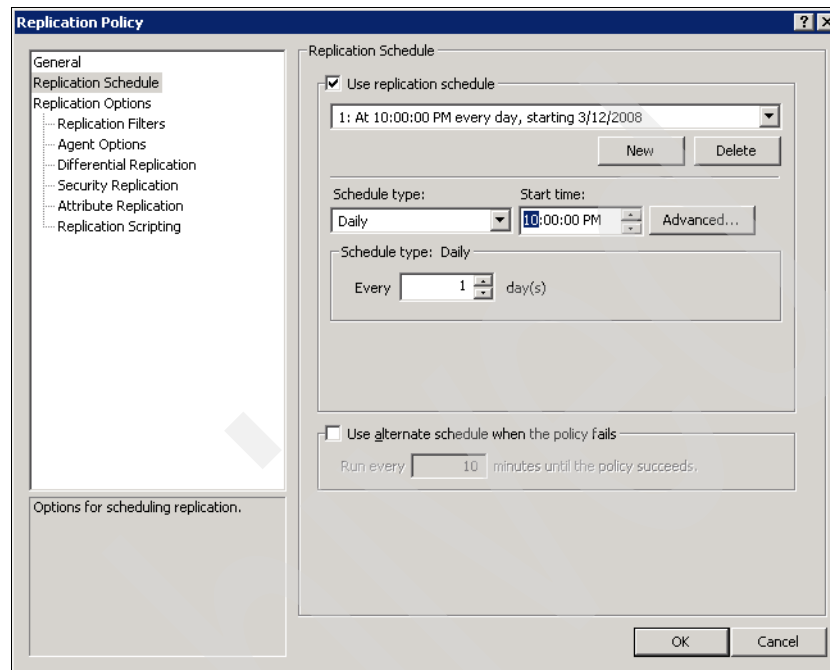 Replication Policy
General
Replication Schedule
Replication Options
Replication Filters
Agent Options
Differential Replication
Security Replication
Attribute Replication
Replication Scripting
Options for scheduling replication.
Replication Schedule
Use replication schedule
1: At 10:00:00 PM every day, starting 3/12/2008
New Delete
Schedule type: Start time:
Daily 10:00:00 PM Advanced...
Schedule type: Daily
Every 1 day(s)
Use alternate schedule when the policy fails
Run every 10 minutes until the policy succeeds.
OK Cancel